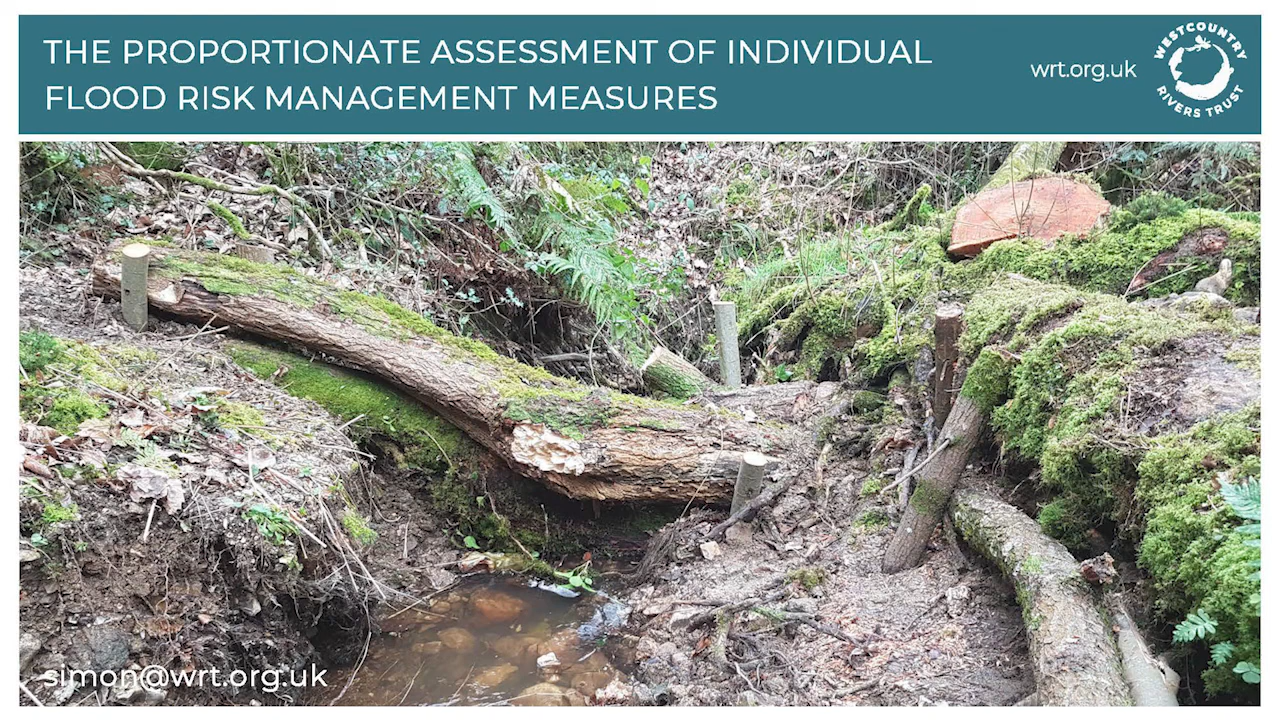 THE PROPORTIONATE ASSESSMENT OF INDIVIDUAL
FLOOD RISK MANAGEMENT MEASURES
wrt.org.uk
WESTCOUNTRY
RIVERS TRUST
simon@wrt.org.uk